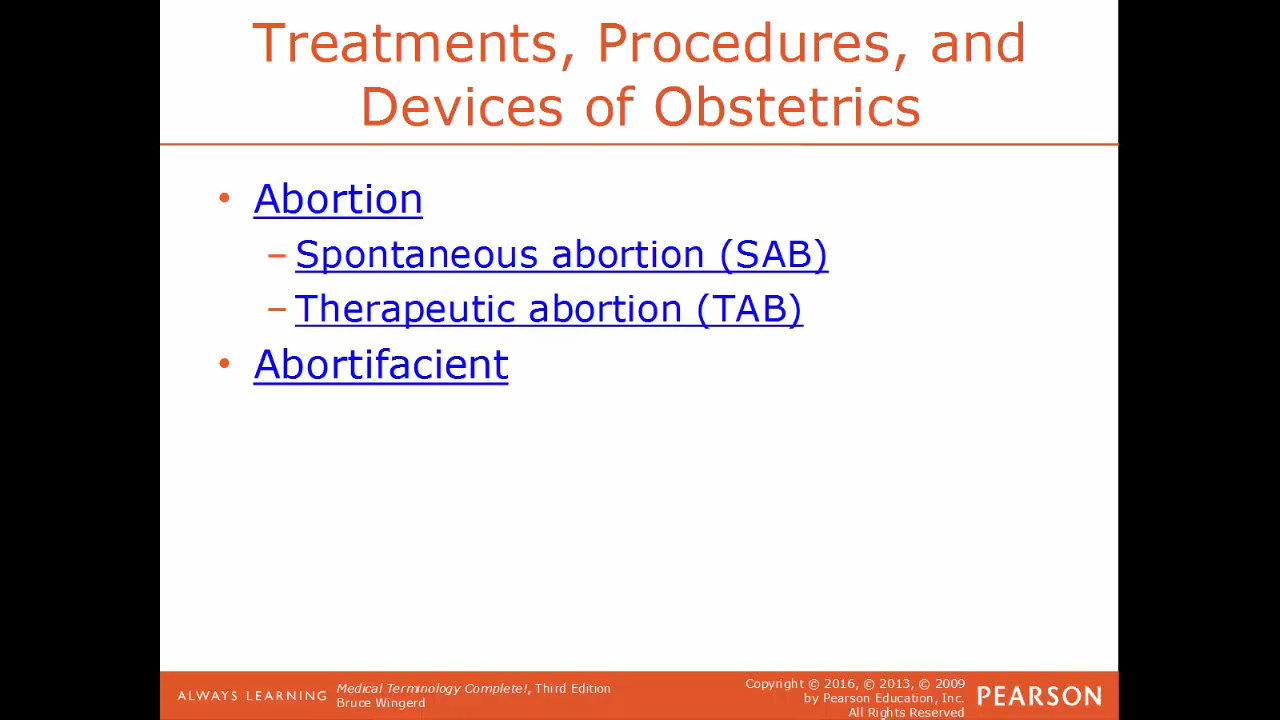 Treatments, Procedures, and
Devices of Obstetrics
• Abortion
– Spontaneous abortion (SAB)
– Therapeutic abortion (TAB)
• Abortifacient
ALWAYS LEARNING
Medical Terminology Complete!, Third Edition
Bruce Wingerd
Copyright © 2016, © 2013, © 2009
by Pearson Education, Inc.
All Rights Reserved
PEARSON